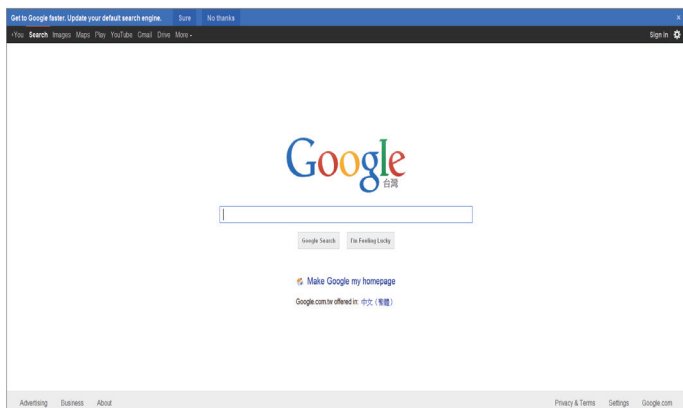 Get to Google faster. Update your default search engine. Sure No thanks ×
+You Search Images Maps Play YouTube Gmail Drive More Sign in
Google
台灣
Google Search I'm Feeling Lucky
Make Google my homepage
Google.com.tw offered in: 中文 (繁體)
Advertising Business About Privacy & Terms Settings Google.com